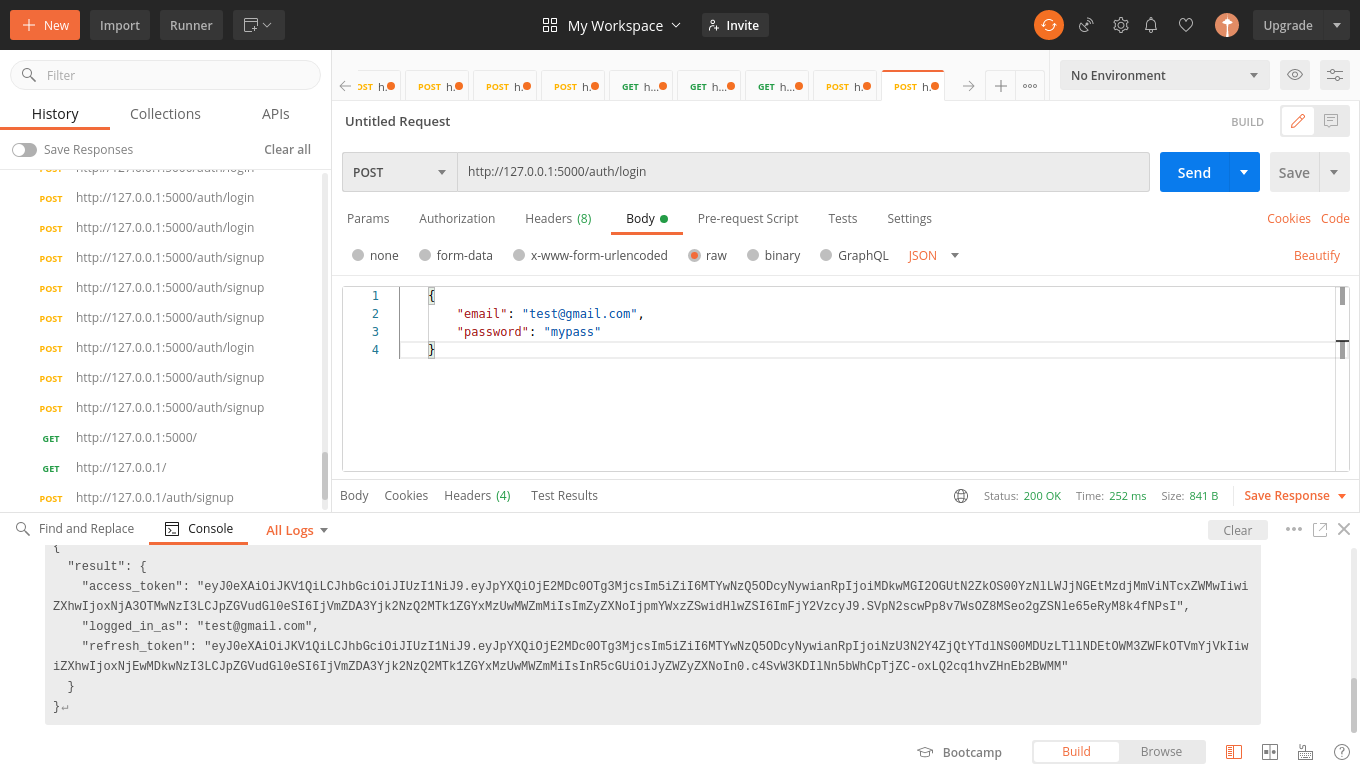 New
Import
Runner
My Workspace
Invite
Upgrade
Filter
History
Collections
APIs
Save Responses
Clear all
POST http://127.0.0.1:5000/auth/login
POST http://127.0.0.1:5000/auth/login
POST http://127.0.0.1:5000/auth/login
POST http://127.0.0.1:5000/auth/signup
POST http://127.0.0.1:5000/auth/signup
POST http://127.0.0.1:5000/auth/signup
POST http://127.0.0.1:5000/auth/login
POST http://127.0.0.1:5000/auth/signup
POST http://127.0.0.1:5000/auth/signup
GET http://127.0.0.1:5000/
GET http://127.0.0.1/
POST http://127.0.0.1/auth/signup
OST h.
POST h.
POST h.
POST h.
GET h...
GET h...
GET h...
POST h.
POST h.
No Environment
Untitled Request
BUILD
POST
http://127.0.0.1:5000/auth/login
Send
Save
Params
Authorization
Headers (8)
Body
Pre-request Script
Tests
Settings
Cookies
Code
none
form-data
x-www-form-urlencoded
raw
binary
GraphQL
JSON
Beautify
1 {
2 "email": "test@gmail.com",
3 "password": "mypass"
4 }
Body
Cookies
Headers (4)
Test Results
Status: 200 OK
Time: 252 ms
Size: 841 B
Save Response
Find and Replace
Console
All Logs
Clear
{
"result": {
"access_token": "eyJ0eXAiOiJKV1QiLCJhbGciOiJIUzI1NiJ9.eyJpYXQiOjE2MDc0OTg3MjcsIm5iZiI6MTYwNzQ5ODcyNywianRpIjoiMDkwMGI2OGUtN2ZkOS00YzNlLWJjNGEtMzdjMmViNTcxZWMwIiwi
ZXhwIjoxNjA3OTMwNzI3LCJpZGVudGl0eSI6IjVmZDA3Yjk2NzQ2MTk1ZGYxMzUwMWZmMiIsImZyZXNoIjpmYWxzZSwidHlwZSI6ImFjY2VzcyJ9.SVpN2scwPp8v7WsOZ8MSeo2gZSNle65eRyM8k4fNPsI",
"logged_in_as": "test@gmail.com",
"refresh_token": "eyJ0eXAiOiJKV1QiLCJhbGciOiJIUzI1NiJ9.eyJpYXQiOjE2MDc0OTg3MjcsIm5iZiI6MTYwNzQ5ODcyNywianRpIjoiNzU3N2Y4ZjQtYTdlNS00MDUzLTllNDEtOWM3ZWFkOTVmYjVkIiw
iZXhwIjoxNjEwMDkwNzI3LCJpZGVudGl0eSI6IjVmZDA3Yjk2NzQ2MTk1ZGYxMzUwMWZmMiIsInR5cGUiOiJyZWZyZXNoIn0.c4SvW3KDIlNn5bWhCpTjZC-oxLQ2cq1hvZHnEb2BWMM"
}
}
Bootcamp
Build
Browse